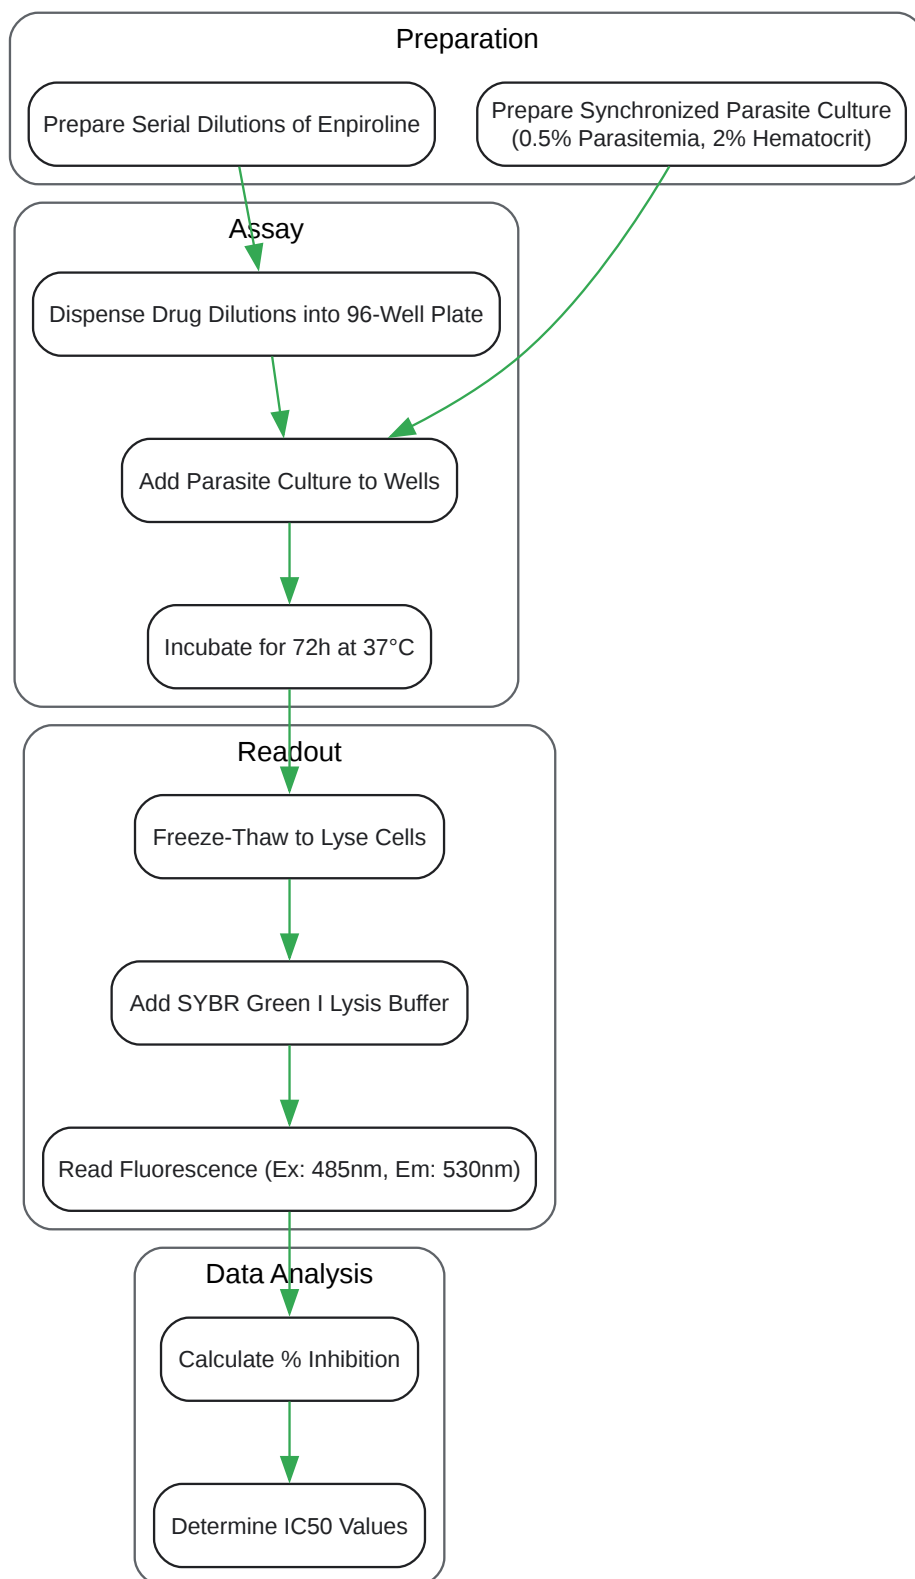 Preparation
Prepare Serial Dilutions of Enpiroline
Prepare Synchronized Parasite Culture
(0.5% Parasitemia, 2% Hematocrit)
Assay
Dispense Drug Dilutions into 96-Well Plate
Add Parasite Culture to Wells
Incubate for 72h at 37°C
Readout
Freeze-Thaw to Lyse Cells
Add SYBR Green I Lysis Buffer
Read Fluorescence (Ex: 485nm, Em: 530nm)
Data Analysis
Calculate % Inhibition
Determine IC50 Values